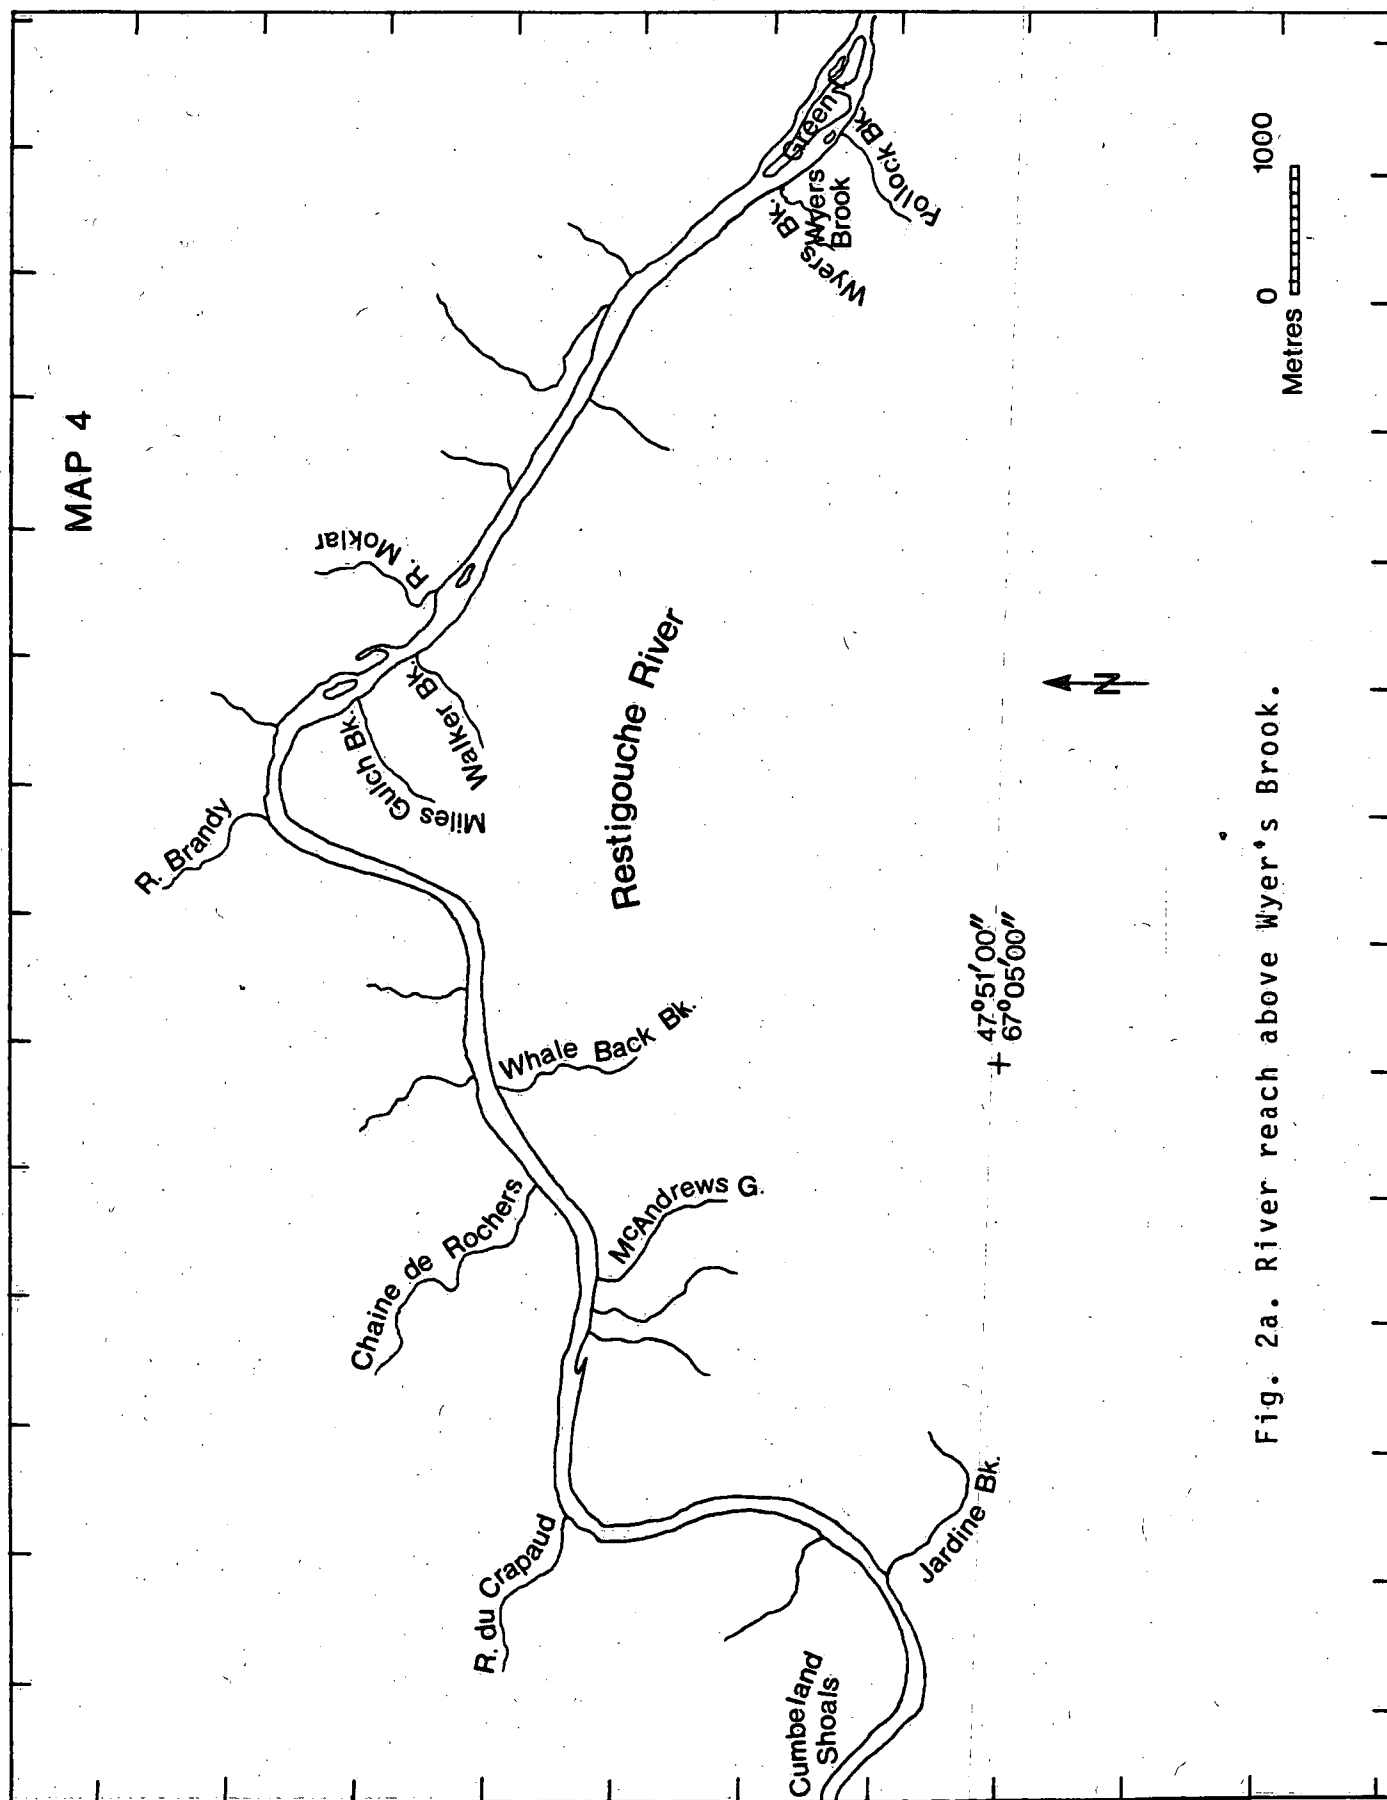 MAP 4
R. Brandy
R. Moklar
Miles Gulch Bk.
Walker Bk.
Green
Wyers Bk.
Wyers
Brook
Pollock Bk.
Restigouche River
Whale Back Bk.
Chaine de Rochers
McAndrews G.
R. du Crapaud
Jardine Bk.
Cumbeland
Shoals
47°51'00"
67°05'00"
N
0 1000
Metres
Fig. 2a. River reach above Wyer's Brook.